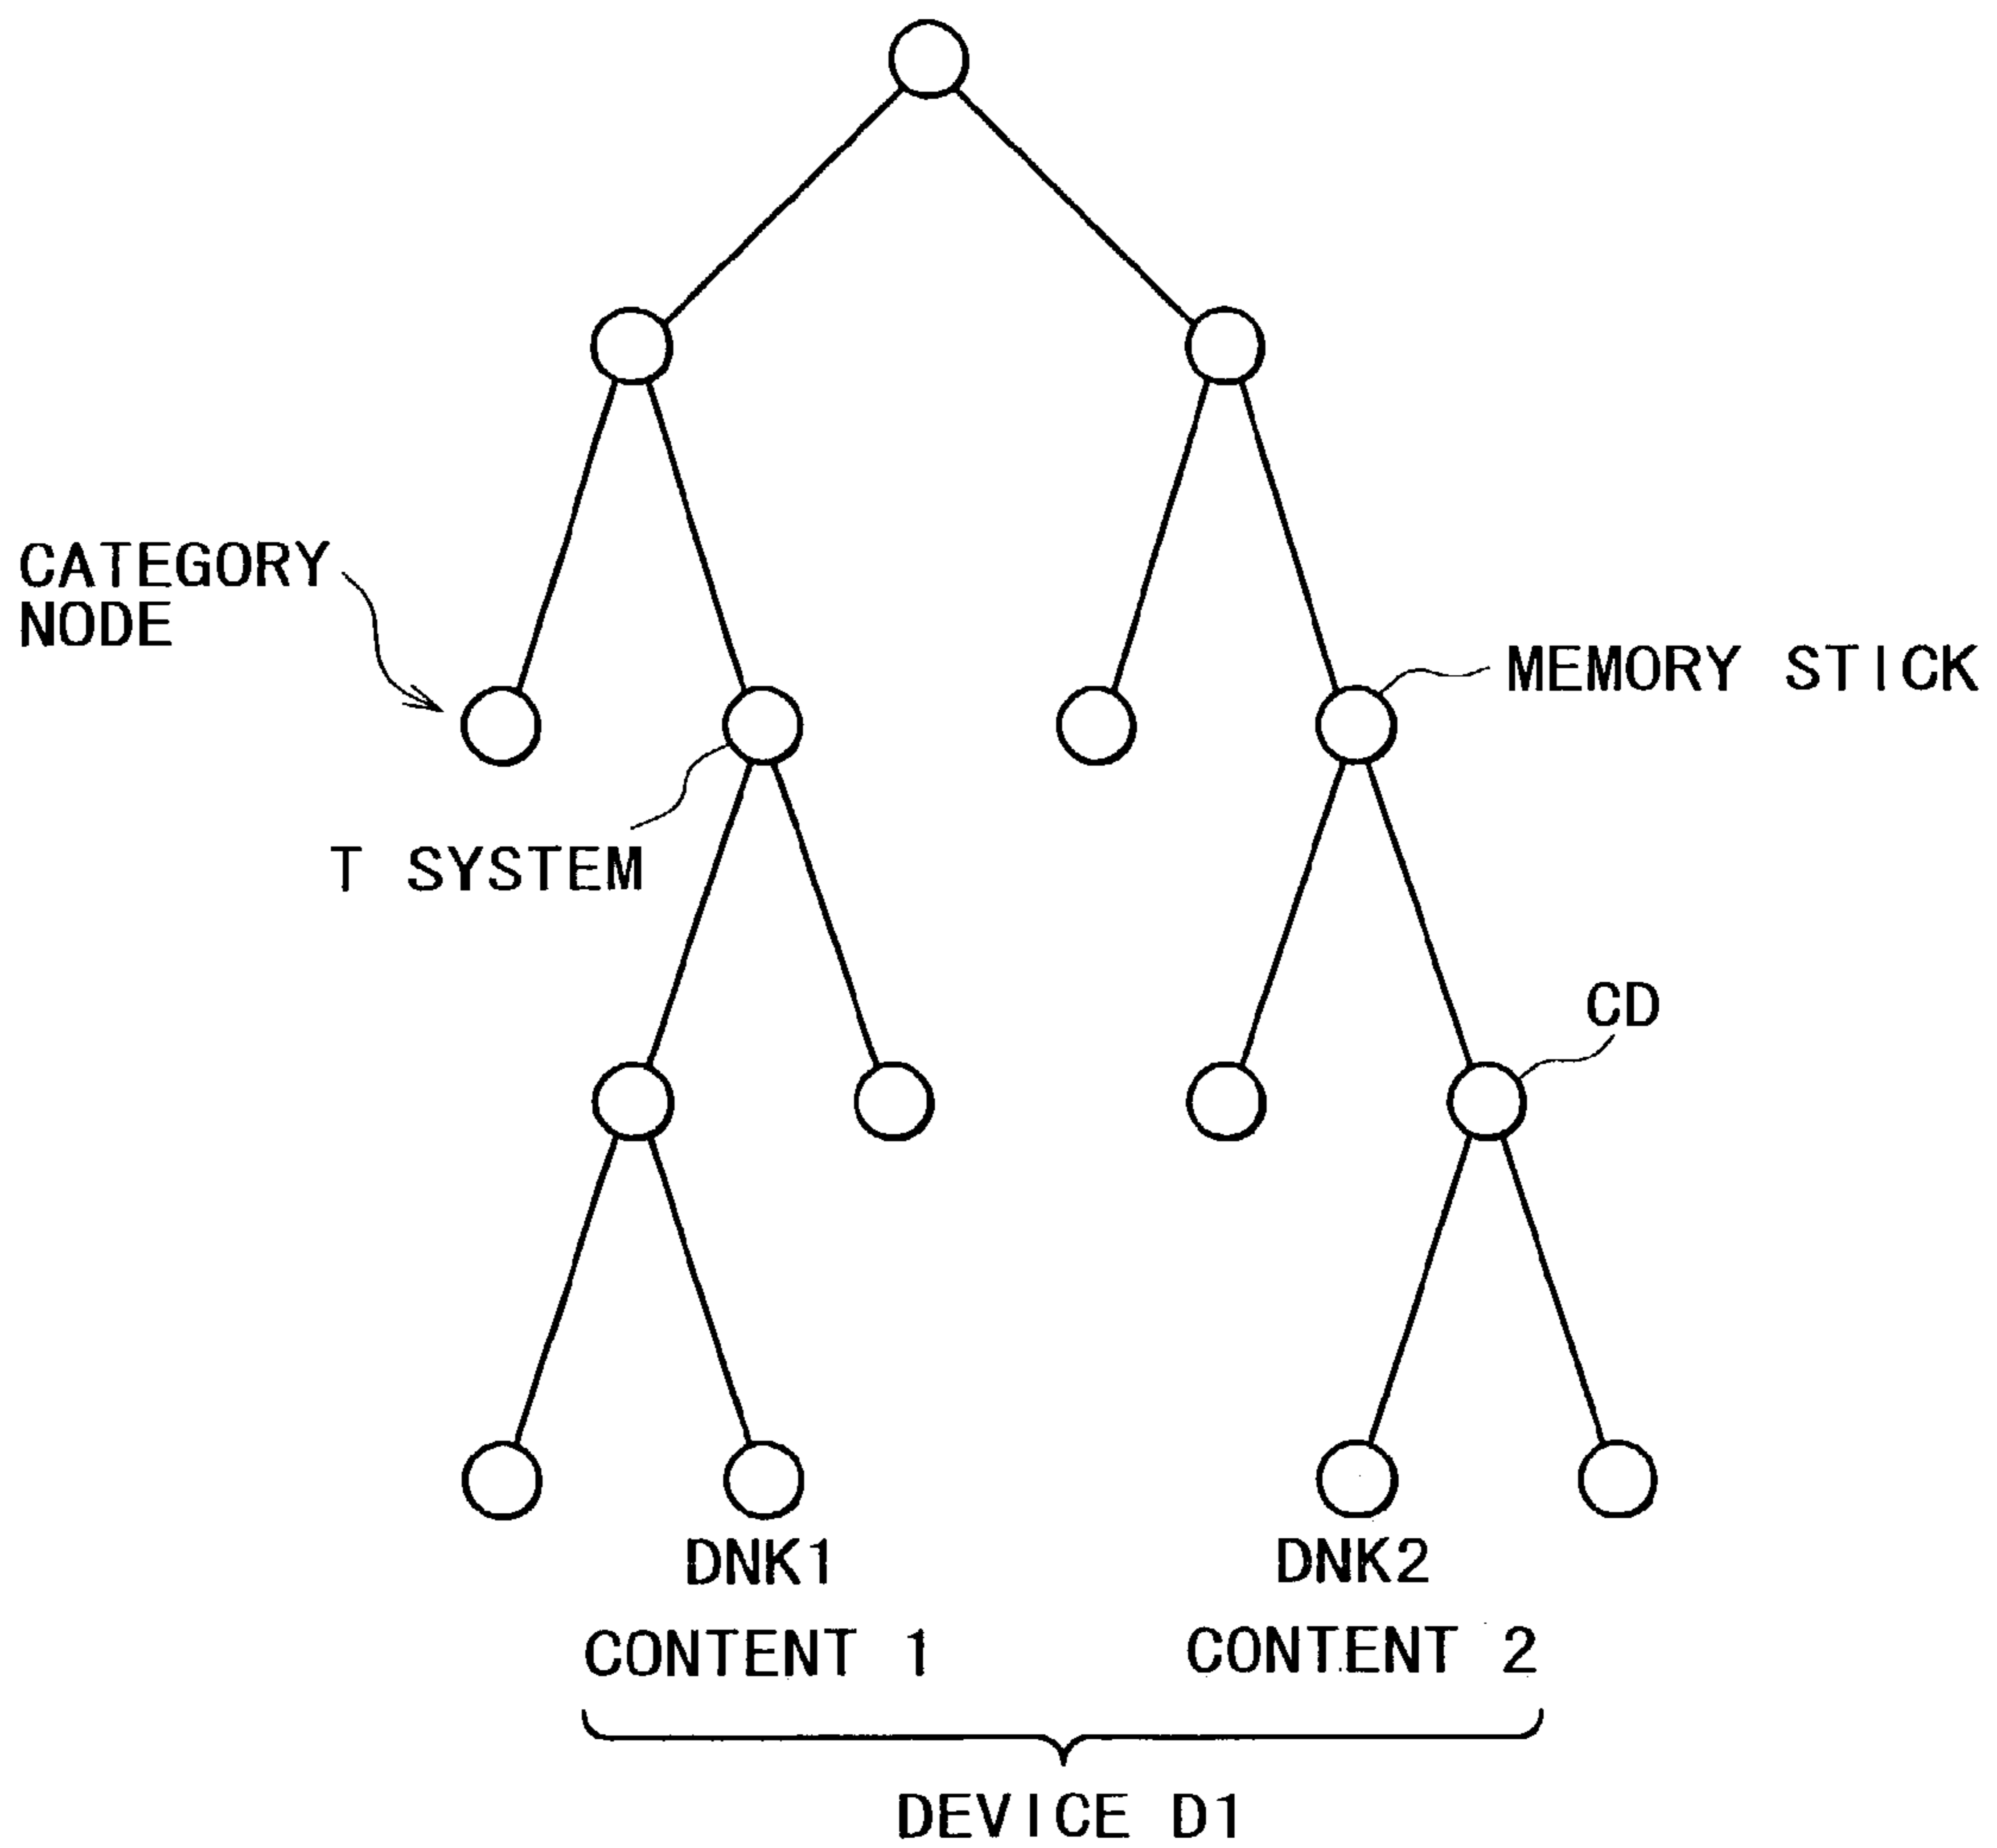 CATEGORY
NODE
MEMORY STICK
T SYSTEM
CD
DNK1
DNK2
CONTENT 1
CONTENT 2
DEVICE D1